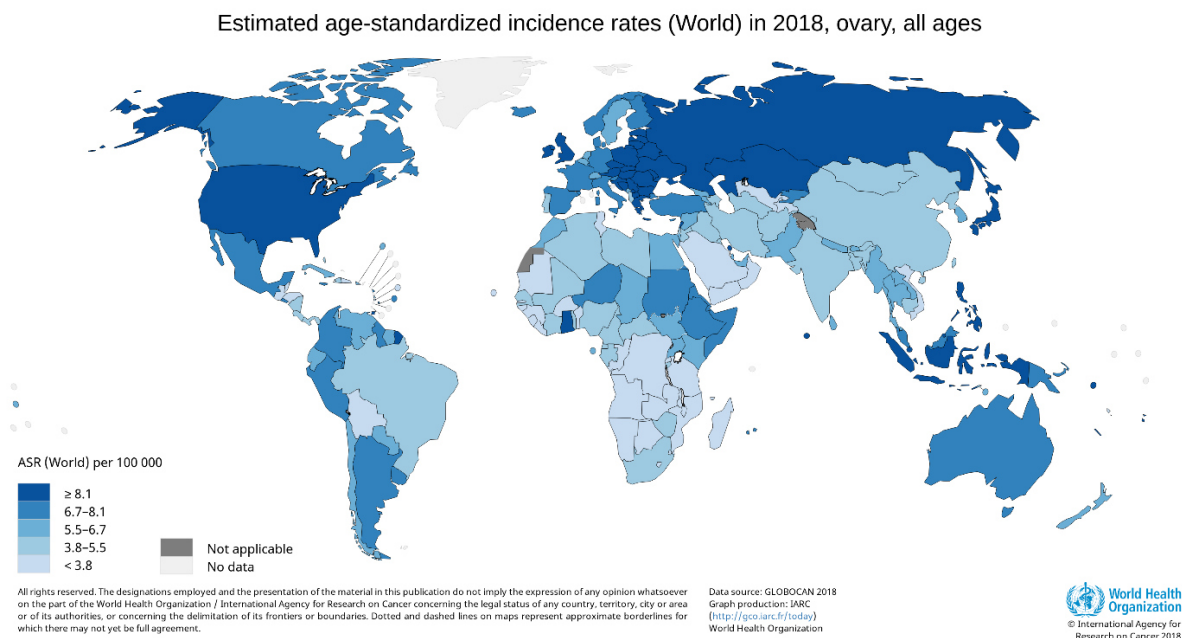 Estimated age-standardized incidence rates (World) in 2018, ovary, all ages
ASR (World) per 100 000
≥ 8.1
6.7–8.1
5.5–6.7
3.8–5.5
< 3.8
Not applicable
No data
All rights reserved. The designations employed and the presentation of the material in this publication do not imply the expression of any opinion whatsoever
on the part of the World Health Organization / International Agency for Research on Cancer concerning the legal status of any country, territory, city or area
or of its authorities, or concerning the delimitation of its frontiers or boundaries. Dotted and dashed lines on maps represent approximate borderlines for
which there may not yet be full agreement.
Data source: GLOBOCAN 2018
Graph production: IARC
(http://gco.iarc.fr/today)
World Health Organization
World Health
Organization
© International Agency for
Research on Cancer 2018